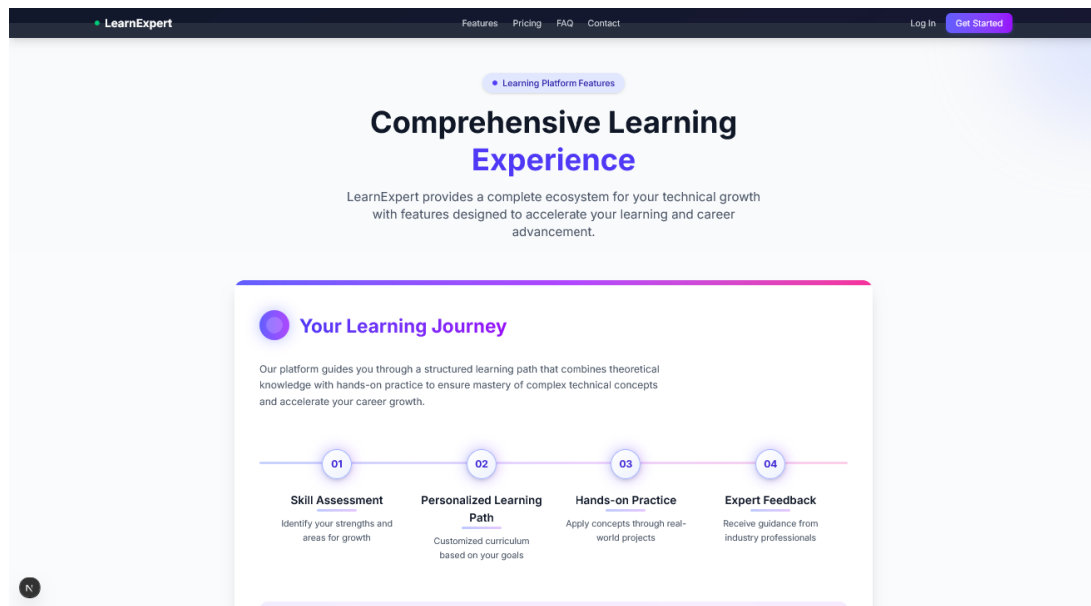 LearnExpert
Features
Pricing
FAQ
Contact
Log In
Get Started
Learning Platform Features
Comprehensive Learning
Experience
LearnExpert provides a complete ecosystem for your technical growth
with features designed to accelerate your learning and career
advancement.
Your Learning Journey
Our platform guides you through a structured learning path that combines theoretical
knowledge with hands-on practice to ensure mastery of complex technical concepts
and accelerate your career growth.
01
Skill Assessment
Identify your strengths and
areas for growth
02
Personalized Learning
Path
Customized curriculum
based on your goals
03
Hands-on Practice
Apply concepts through real-
world projects
04
Expert Feedback
Receive guidance from
industry professionals
N